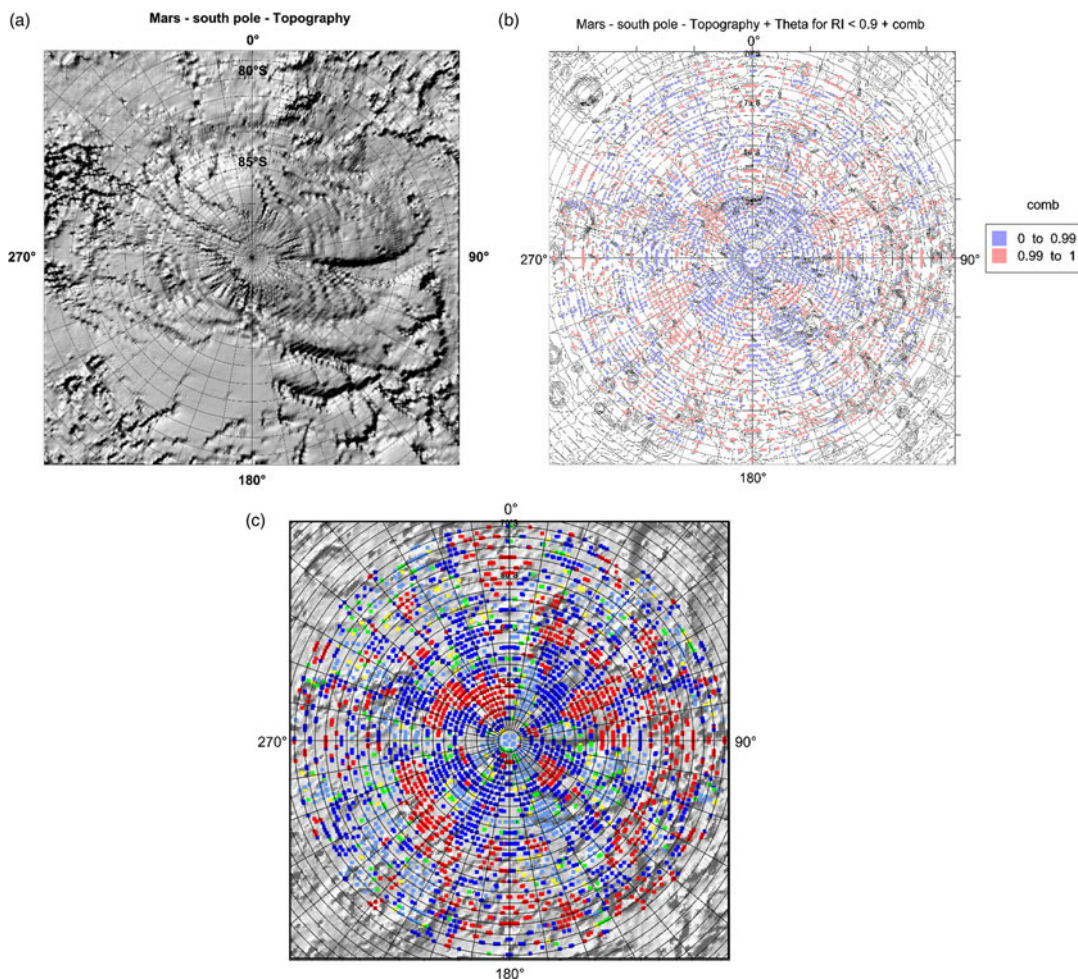 (a)
Mars - south pole - Topography
0°
80°S
85°S
270°
90°
180°
(b)
Mars - south pole - Topography + Theta for RI < 0.9 + comb
0°
270°
90°
180°
comb
0 to 0.99
0.99 to 1
(c)
0°
270°
90°
180°